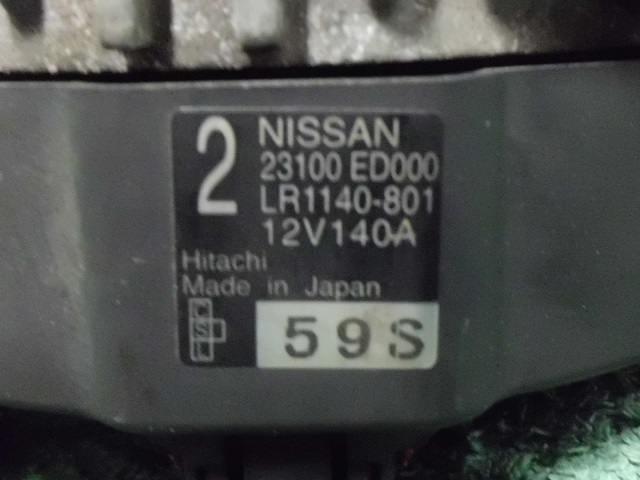 2
NISSAN
23100 ED000
LR1140-801
12V140A
Hitachi
Made in Japan
C
S
L
59S